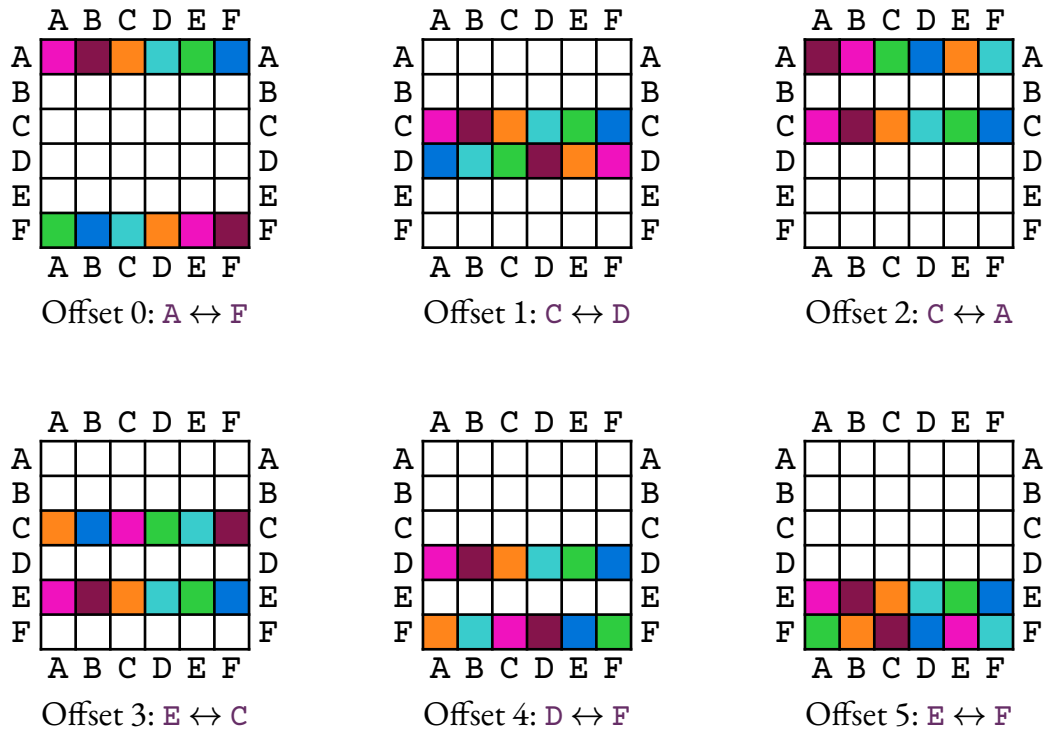 A B C D E F
A B C D E F
A B C D E F
A A
B B
C C
D D
E E
F F
A A
B B
C C
D D
E E
F F
A A
B B
C C
D D
E E
F F
A B C D E F
A B C D E F
A B C D E F
Offset 0: A ↔ F
Offset 1: C ↔ D
Offset 2: C ↔ A
A B C D E F
A B C D E F
A B C D E F
A A
B B
C C
D D
E E
F F
A A
B B
C C
D D
E E
F F
A A
B B
C C
D D
E E
F F
A B C D E F
A B C D E F
A B C D E F
Offset 3: E ↔ C
Offset 4: D ↔ F
Offset 5: E ↔ F